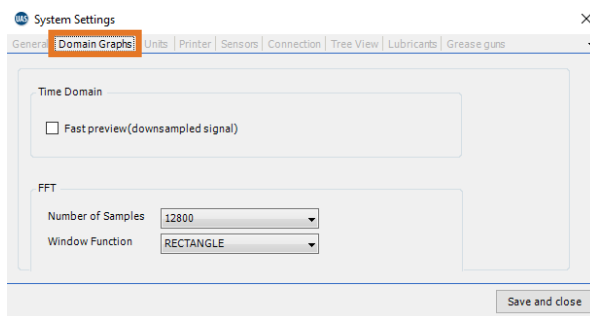 UAS System Settings
General Domain Graphs Units Printer Sensors Connection Tree View Lubricants Grease guns
Time Domain
Fast preview(downsampled signal)
FFT
Number of Samples 12800
Window Function RECTANGLE
Save and close